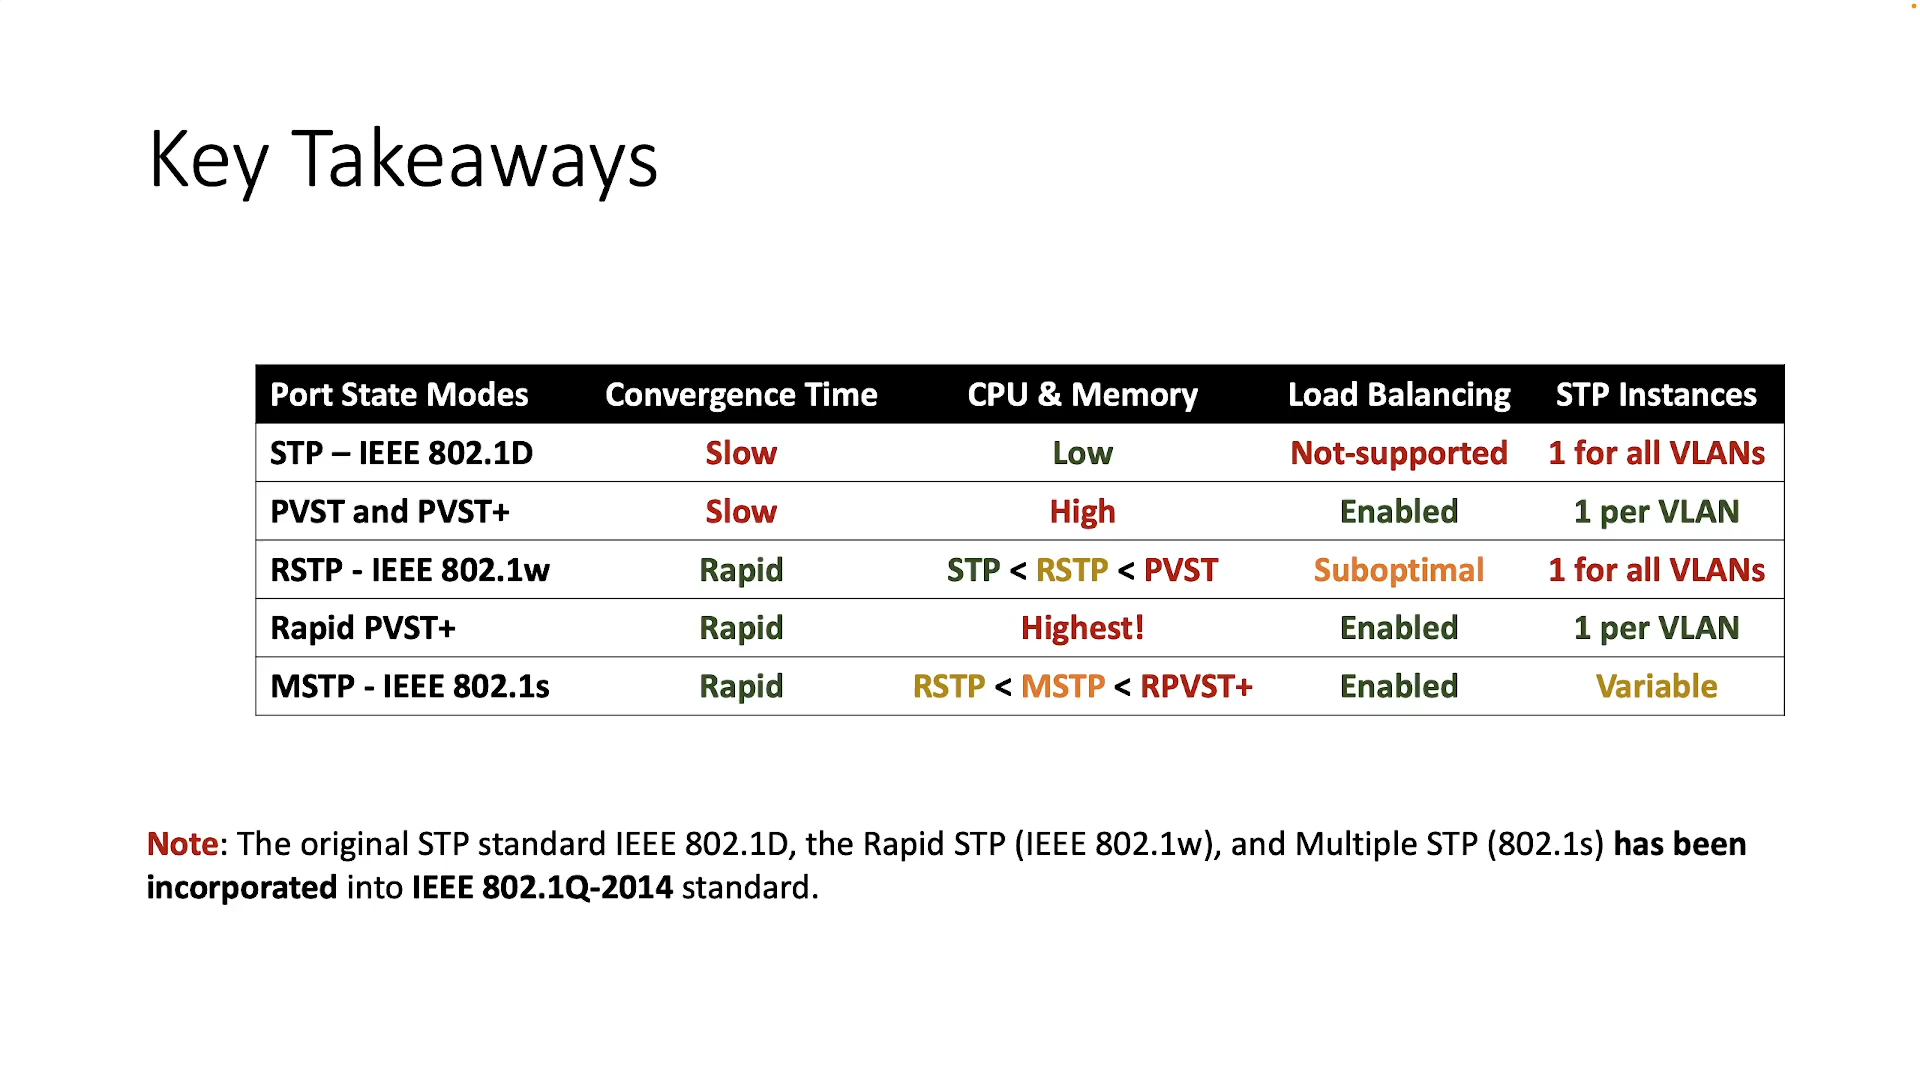 Key Takeaways
Port State Modes Convergence Time CPU & Memory Load Balancing STP Instances
STP – IEEE 802.1D Slow Low Not-supported 1 for all VLANs
PVST and PVST+ Slow High Enabled 1 per VLAN
RSTP - IEEE 802.1w Rapid STP < RSTP < PVST Suboptimal 1 for all VLANs
Rapid PVST+ Rapid Highest! Enabled 1 per VLAN
MSTP - IEEE 802.1s Rapid RSTP < MSTP < RPVST+ Enabled Variable
Note: The original STP standard IEEE 802.1D, the Rapid STP (IEEE 802.1w), and Multiple STP (802.1s) has been
incorporated into IEEE 802.1Q-2014 standard.